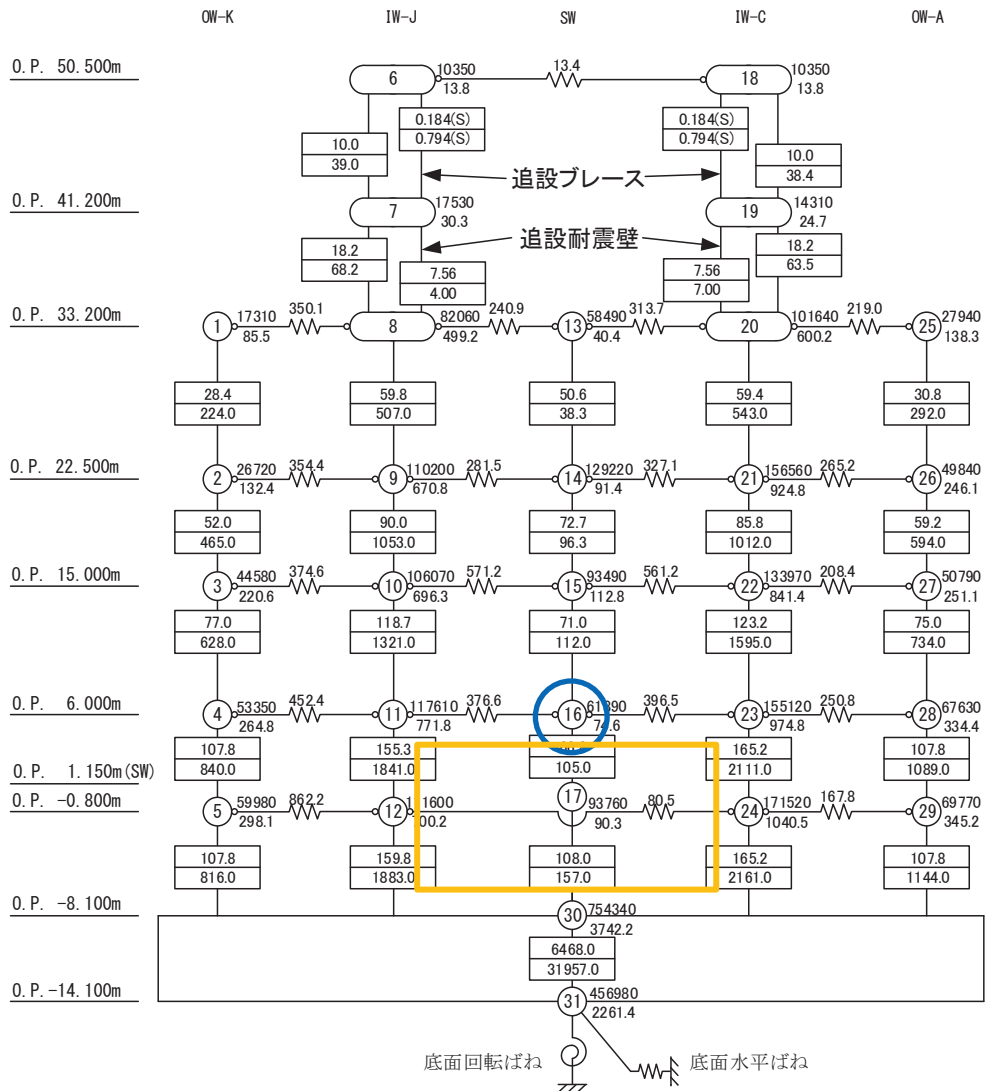 OW-K IW-J SW IW-C OW-A
O.P. 50.500m 6 10350 13.4 18 10350
13.8 13.8
0.184(S) 0.184(S)
0.794(S) 0.794(S)
10.0 10.0
39.0 38.4
追設ブレース
O.P. 41.200m 7 17530 19 14310
30.3 24.7
追設耐震壁
18.2 18.2
68.2 63.5
7.56 7.56
4.00 7.00
O.P. 33.200m 1 17310 350.1 8 82060 240.9 13 58490 313.7 20 101640 219.0 25 27940
85.5 499.2 40.4 600.2 138.3
28.4 59.8 50.6 59.4 30.8
224.0 507.0 38.3 543.0 292.0
O.P. 22.500m 2 26720 354.4 9 110200 281.5 14 129220 327.1 21 156560 265.2 26 49840
132.4 670.8 91.4 924.8 246.1
52.0 90.0 72.7 85.8 59.2
465.0 1053.0 96.3 1012.0 594.0
O.P. 15.000m 3 44580 374.6 10 106070 571.2 15 93490 561.2 22 133970 208.4 27 50790
220.6 696.3 112.8 841.4 251.1
77.0 118.7 71.0 123.2 75.0
628.0 1321.0 112.0 1595.0 734.0
O.P. 6.000m 4 53350 452.4 11 117610 376.6 16 396.5 23 155120 250.8 28 67630
264.8 771.8 974.8 334.4
107.8 155.3 165.2 107.8
840.0 1841.0 105.0 2111.0 1089.0
O.P. 1.150m(SW) 17 93760
90.3
O.P. -0.800m 5 59980 862.2 12 80.5 24 171520 167.8 29 69770
298.1 1040.5 345.2
107.8 159.8 108.0 165.2 107.8
816.0 1883.0 157.0 2161.0 1144.0
O.P. -8.100m 30 754340
3742.2
6468.0
31957.0
O.P.-14.100m 31 456980
2261.4
底面回転ばね 底面水平ばね